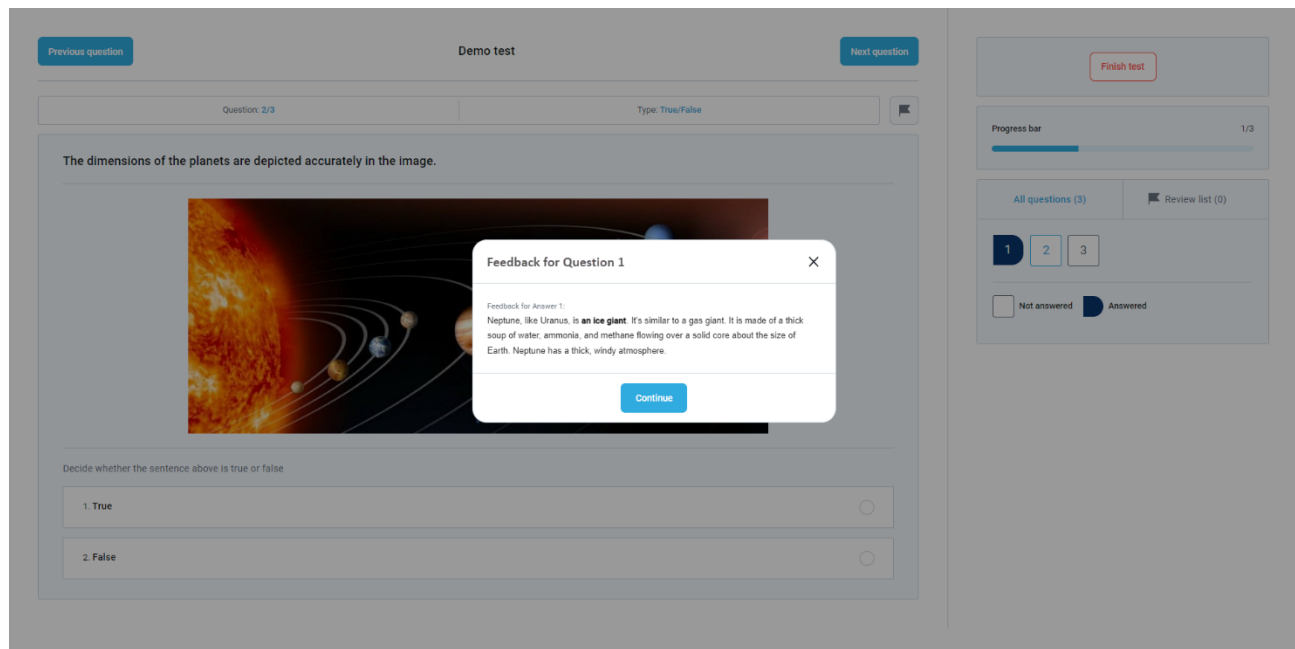 Previous question
Demo test
Next question
Question: 2/3
Type: True/False
The dimensions of the planets are depicted accurately in the image.
Feedback for Question 1
Feedback for Answer 1:
Neptune, like Uranus, is an ice giant. It's similar to a gas giant. It is made of a thick
soup of water, ammonia, and methane flowing over a solid core about the size of
Earth. Neptune has a thick, windy atmosphere.
Continue
Decide whether the sentence above is true or false
1. True
2. False
Finish test
Progress bar
1/3
All questions (3)
Review list (0)
1
2
3
Not answered
Answered